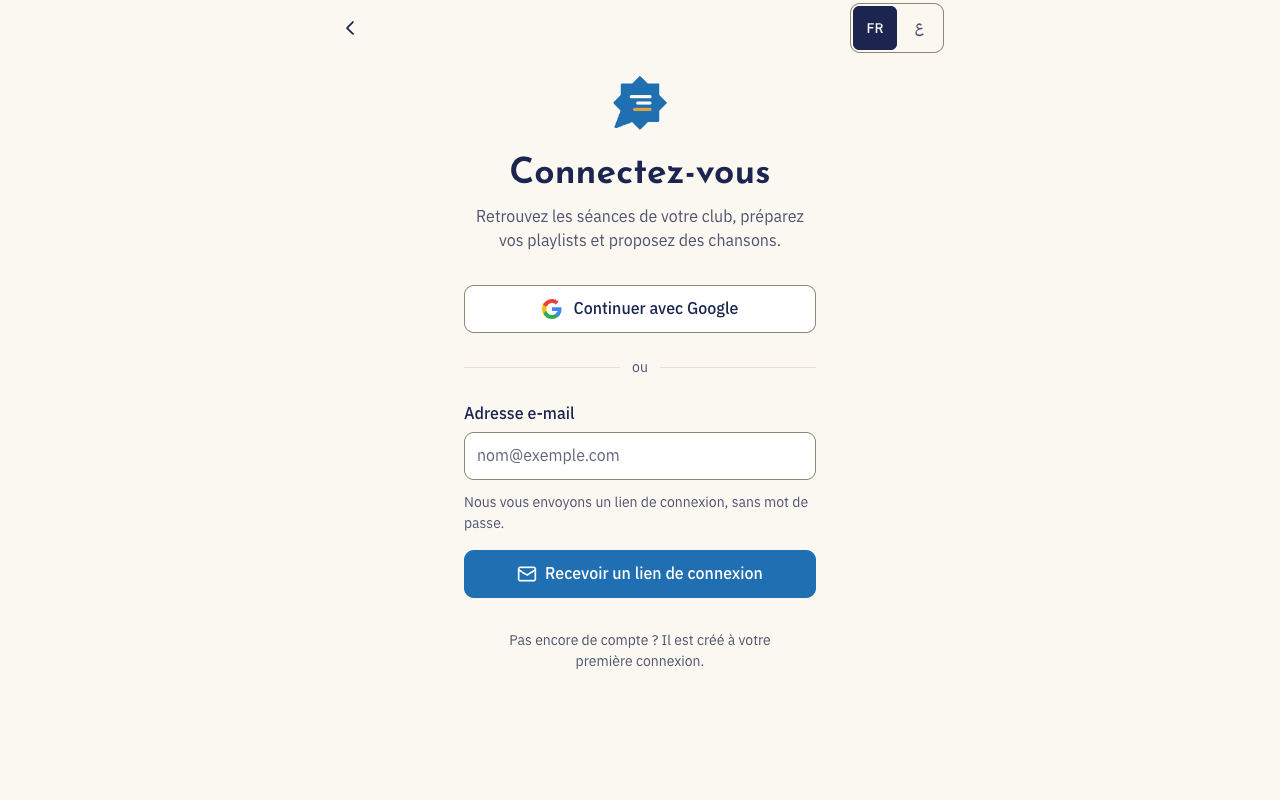 FR
ع
Connectez-vous
Retrouvez les séances de votre club, préparez
vos playlists et proposez des chansons.
Continuer avec Google
ou
Adresse e-mail
nom@exemple.com
Nous vous envoyons un lien de connexion, sans mot de
passe.
Recevoir un lien de connexion
Pas encore de compte ? Il est créé à votre
première connexion.